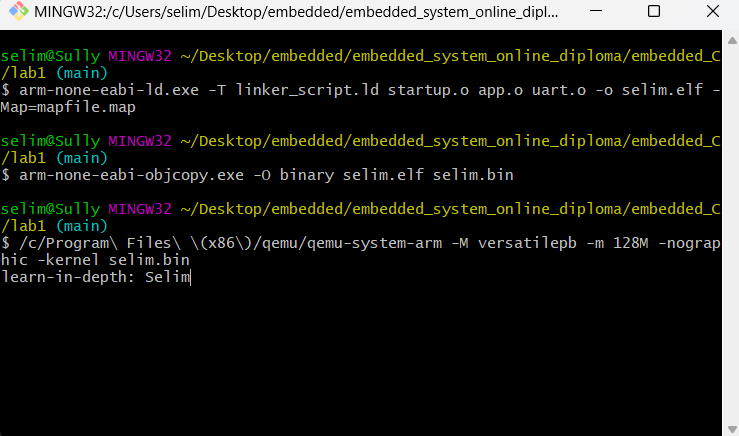 MINGW32:/c/Users/selim/Desktop/embedded/embedded_system_online_dipl...
selim@Sully MINGW32 ~/Desktop/embedded/embedded_system_online_diploma/embedded_C
/lab1 (main)
$ arm-none-eabi-ld.exe -T linker_script.ld startup.o app.o uart.o -o selim.elf -
Map=mapfile.map
selim@Sully MINGW32 ~/Desktop/embedded/embedded_system_online_diploma/embedded_C
/lab1 (main)
$ arm-none-eabi-objcopy.exe -O binary selim.elf selim.bin
selim@Sully MINGW32 ~/Desktop/embedded/embedded_system_online_diploma/embedded_C
/lab1 (main)
$ /c/Program\ Files\ \(x86\)/qemu/qemu-system-arm -M versatilepb -m 128M -nograp
hic -kernel selim.bin
learn-in-depth: Selim